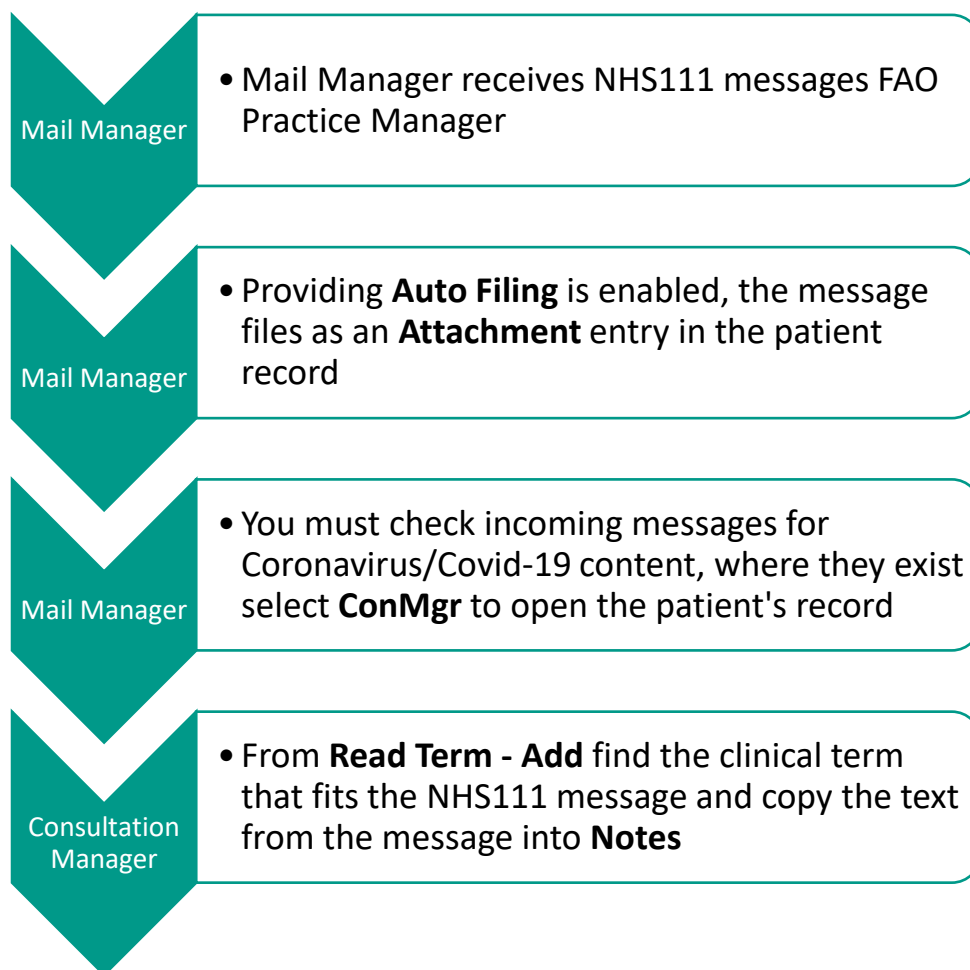 • Mail Manager receives NHS111 messages FAO
Practice Manager
Mail Manager
• Providing Auto Filing is enabled, the message
files as an Attachment entry in the patient
record
Mail Manager
• You must check incoming messages for
Coronavirus/Covid-19 content, where they exist
select ConMgr to open the patient's record
Mail Manager
• From Read Term - Add find the clinical term
that fits the NHS111 message and copy the text
from the message into Notes
Consultation
Manager